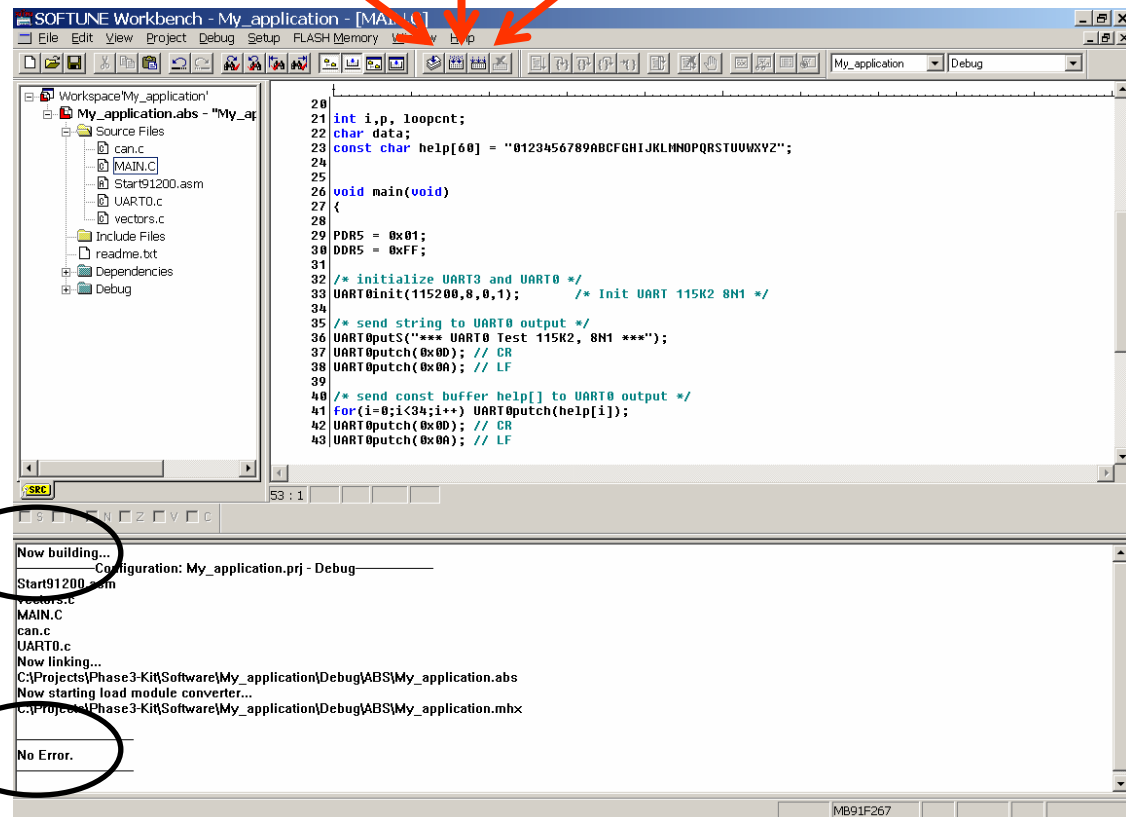 SOFTUNE Workbench - My_application - [MAIN.C]
File Edit View Project Debug Setup FLASH Memory Window Help
My_application Debug
Workspace'My_application'
My_application.abs - "My_ap
Source Files
can.c
MAIN.C
Start91200.asm
UART0.c
vectors.c
Include Files
readme.txt
Dependencies
Debug
20
21 int i,p, loopcnt;
22 char data;
23 const char help[60] = "0123456789ABCFGHIJKLMNOPQRSTUVWXYZ";
24
25
26 void main(void)
27 {
28
29 PDR5 = 0x01;
30 DDR5 = 0xFF;
31
32 /* initialize UART3 and UART0 */
33 UART0init(115200,8,0,1); /* Init UART 115K2 8N1 */
34
35 /* send string to UART0 output */
36 UART0putS("*** UART0 Test 115K2, 8N1 ***");
37 UART0putch(0x0D); // CR
38 UART0putch(0x0A); // LF
39
40 /* send const buffer help[] to UART0 output */
41 for(i=0;i<34;i++) UART0putch(help[i]);
42 UART0putch(0x0D); // CR
43 UART0putch(0x0A); // LF
SRC
53 : 1
S I N Z V C
Now building...
Configuration: My_application.prj - Debug
Start91200.asm
vectors.c
MAIN.C
can.c
UART0.c
Now linking...
C:\Projects\Phase3-Kit\Software\My_application\Debug\ABS\My_application.abs
Now starting load module converter...
C:\Projects\Phase3-Kit\Software\My_application\Debug\ABS\My_application.mhx
No Error.
MB91F267